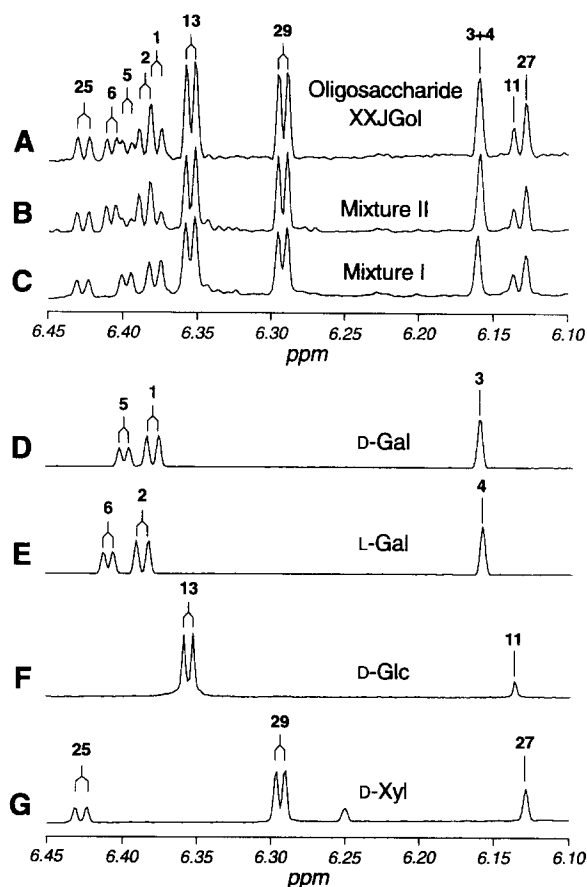 13
1
29
3+4
2
27
25
5
11
6
Oligosaccharide
XXJGol
A
B
Mixture II
C
Mixture I
6.45 6.40 6.35 6.30 6.25 6.20 6.15 6.10
ppm
5 1 3
D D-Gal
6 2 4
E L-Gal
13 11
F D-Glc
25 29 27
G D-Xyl
6.45 6.40 6.35 6.30 6.25 6.20 6.15 6.10
ppm